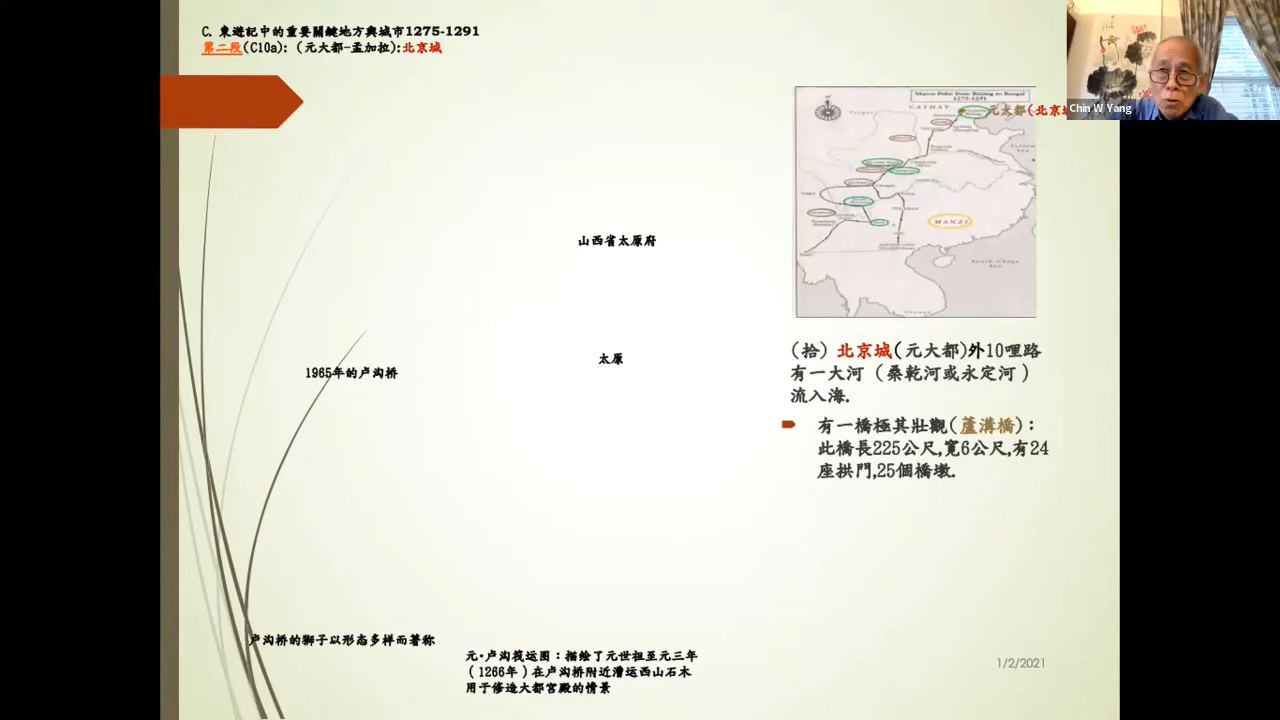 C. 東遊記中的重要關鍵地方與城市1275-1291
第二段(C10a): (元大都-孟加拉):北京城
Chin W Yang
Marco Polo from Beijing to Bengal
1275-1291
CATHAY
元太都(北京
MANZI
山西省太原府
太原
1965年的卢沟桥
(拾) 北京城(元大都)外10哩路
有一大河 (桑乾河或永定河)
流入海.
有一橋極其壯觀(蘆溝橋):
此橋長225公尺,寬6公尺,有24
座拱門,25個橋墩.
卢沟桥的狮子以形态多样而著称
元•卢沟筏运图：描绘了元世祖至元三年
(1266年)在卢沟桥附近漕运西山石木
用于修造大都宫殿的情景
1/2/2021